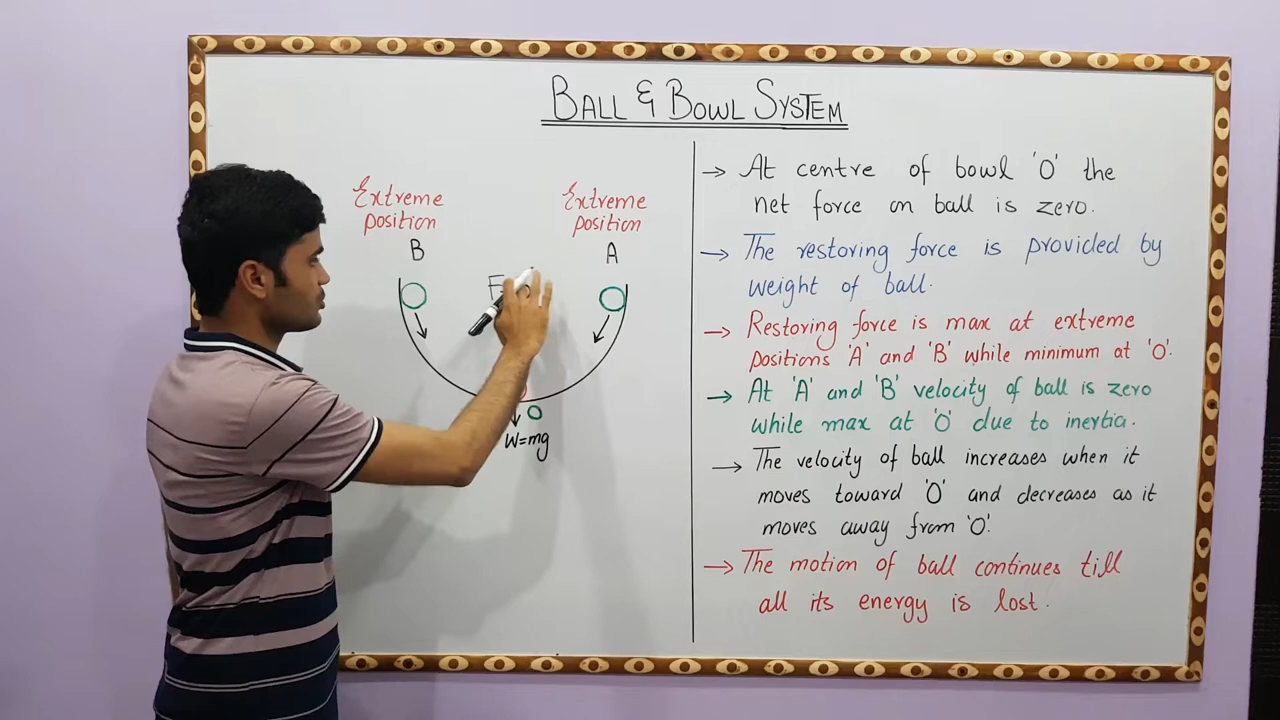 BALL & BOWL SYSTEM
Extreme
position
B
Extreme
position
A
F
O
W=mg
→ At centre of bowl 'O' the
net force on ball is zero.
→ The restoring force is provided by
weight of ball.
→ Restoring force is max at extreme
positions 'A' and 'B' while minimum at 'O'.
→ At 'A' and 'B' velocity of ball is zero
while max at 'O' due to inertia.
→ The velocity of ball increases when it
moves toward 'O' and decreases as it
moves away from 'O'.
→ The motion of ball continues till
all its energy is lost.